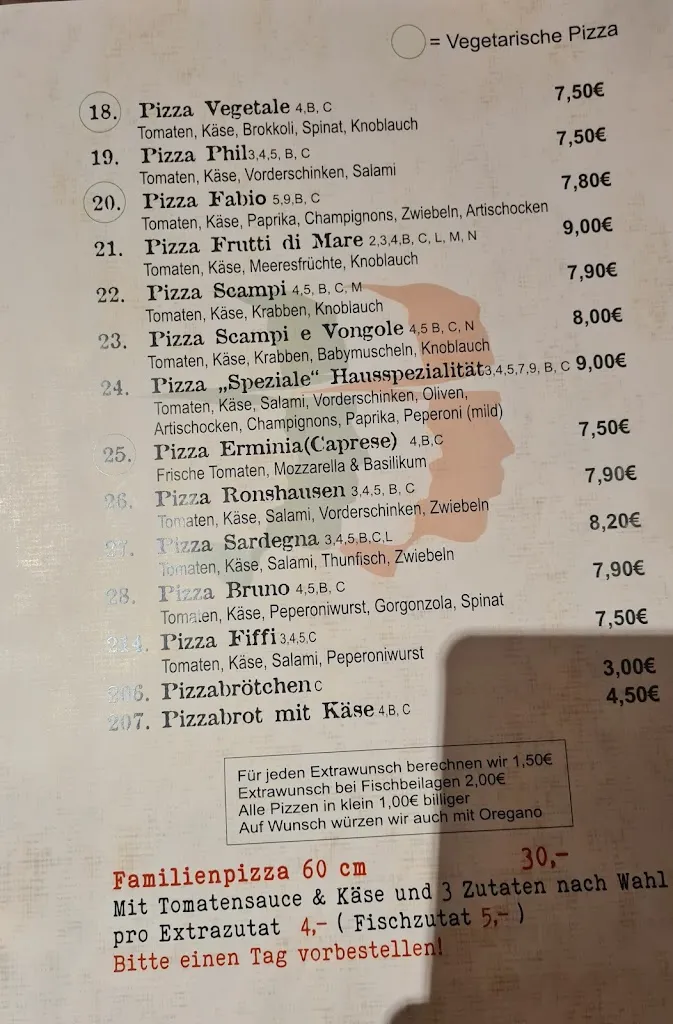 = Vegetarische Pizza
18. Pizza Vegetale 4,B, C 7,50€
Tomaten, Käse, Brokkoli, Spinat, Knoblauch
19. Pizza Phil3,4,5, B, C 7,50€
Tomaten, Käse, Vorderschinken, Salami
20. Pizza Fabio 5,9,B, C 7,80€
Tomaten, Käse, Paprika, Champignons, Zwiebeln, Artischocken
21. Pizza Frutti di Mare 2,3,4,B, C, L, M, N 9,00€
Tomaten, Käse, Meeresfrüchte, Knoblauch
22. Pizza Scampi 4,5, B, C, M 7,90€
Tomaten, Käse, Krabben, Knoblauch
23. Pizza Scampi e Vongole 4,5 B, C, N 8,00€
Tomaten, Käse, Krabben, Babymuscheln, Knoblauch
24. Pizza „Speziale“ Hausspezialität3,4,5,7,9, B, C 9,00€
Tomaten, Käse, Salami, Vorderschinken, Oliven,
Artischocken, Champignons, Paprika, Peperoni (mild)
25. Pizza Erminia(Caprese) 4,B,C 7,50€
Frische Tomaten, Mozzarella & Basilikum
26. Pizza Ronshausen 3,4,5, B, C 7,90€
Tomaten, Käse, Salami, Vorderschinken, Zwiebeln
27. Pizza Sardegna 3,4,5,B,C,L 8,20€
Tomaten, Käse, Salami, Thunfisch, Zwiebeln
28. Pizza Bruno 4,5,B, C 7,90€
Tomaten, Käse, Peperoniwurst, Gorgonzola, Spinat
Pizza Fiffi 3,4,5,C 7,50€
Tomaten, Käse, Salami, Peperoniwurst
206. Pizzabrötchen C 3,00€
207. Pizzabrot mit Käse 4,B, C 4,50€
Für jeden Extrawunsch berechnen wir 1,50€
Extrawunsch bei Fischbeilagen 2,00€
Alle Pizzen in klein 1,00€ billiger
Auf Wunsch würzen wir auch mit Oregano
Familienpizza 60 cm 30,-
Mit Tomatensauce & Käse und 3 Zutaten nach Wahl
pro Extrazutat 4,- ( Fischzutat 5,- )
Bitte einen Tag vorbestellen!